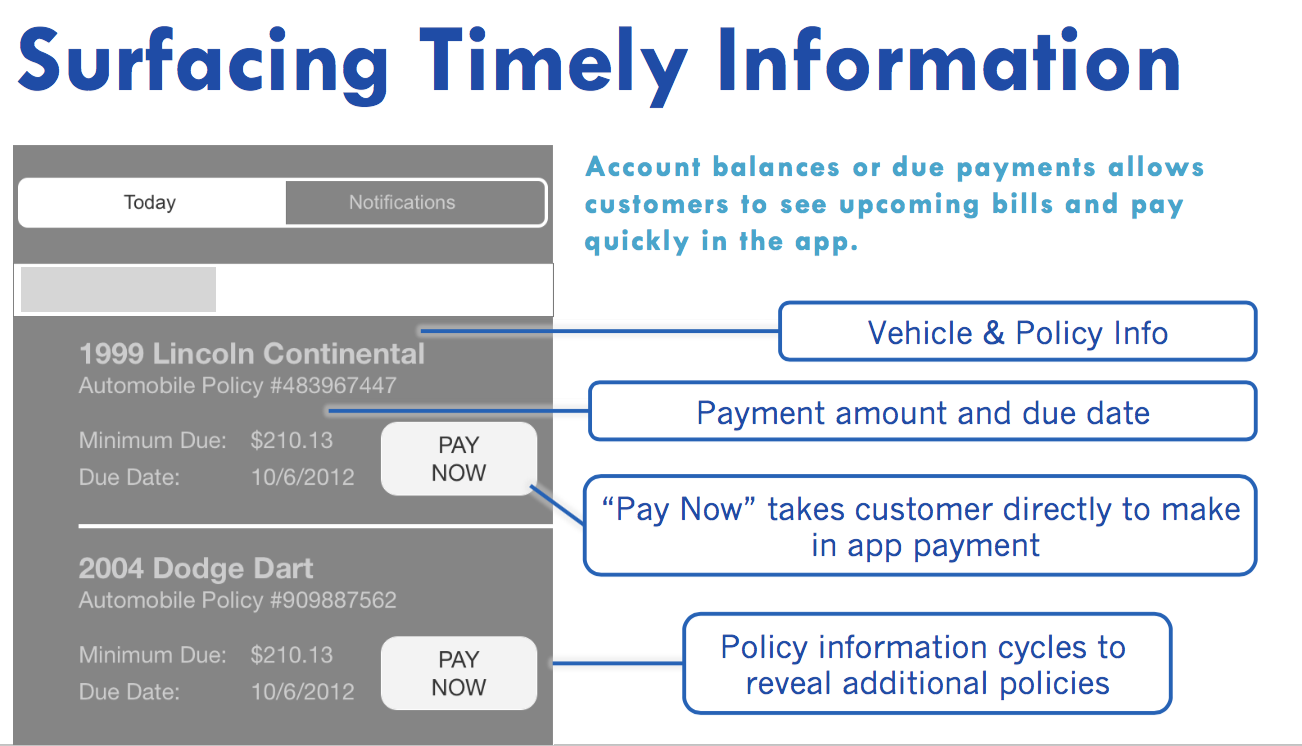 Surfacing Timely Information
Today
Notifications
Account balances or due payments allows
customers to see upcoming bills and pay
quickly in the app.
1999 Lincoln Continental
Automobile Policy #483967447
Minimum Due: $210.13
Due Date: 10/6/2012
PAY
NOW
2004 Dodge Dart
Automobile Policy #909887562
Minimum Due: $210.13
Due Date: 10/6/2012
PAY
NOW
Vehicle & Policy Info
Payment amount and due date
“Pay Now” takes customer directly to make
in app payment
Policy information cycles to
reveal additional policies